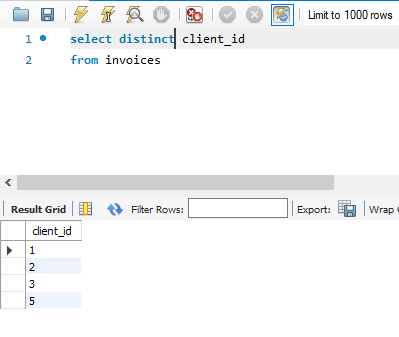 Limit to 1000 rows
1 select distinct client_id
2 from invoices
Result Grid Filter Rows: Export: Wrap
client_id
1
2
3
5